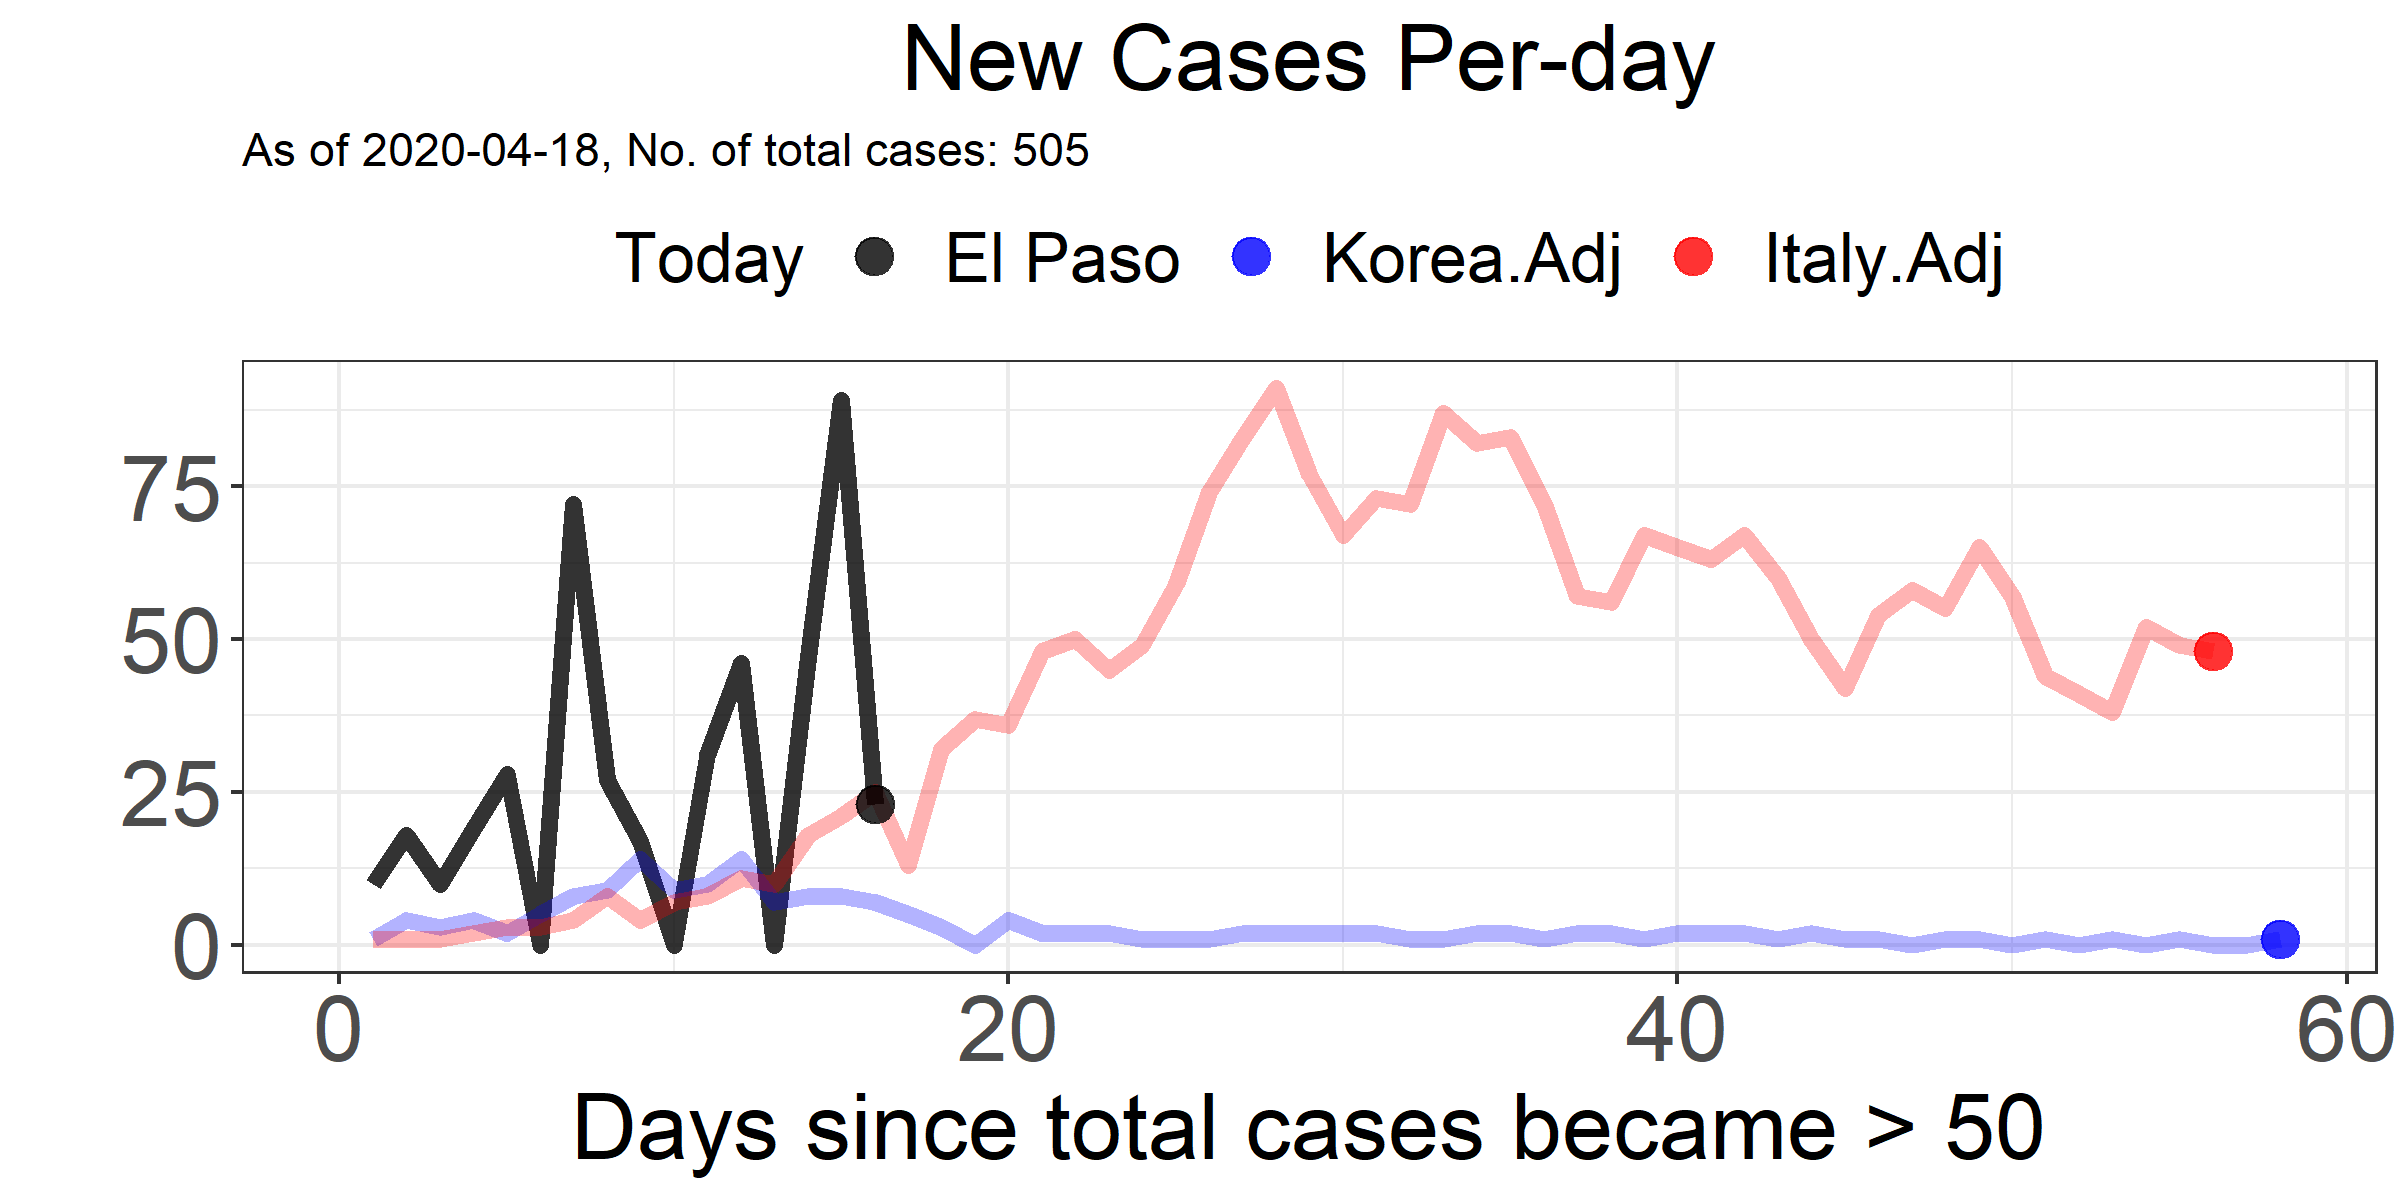 New Cases Per-day
As of 2020-04-18, No. of total cases: 505
Today El Paso Korea.Adj Italy.Adj
75
50
25
0
0 20 40 60
Days since total cases became > 50